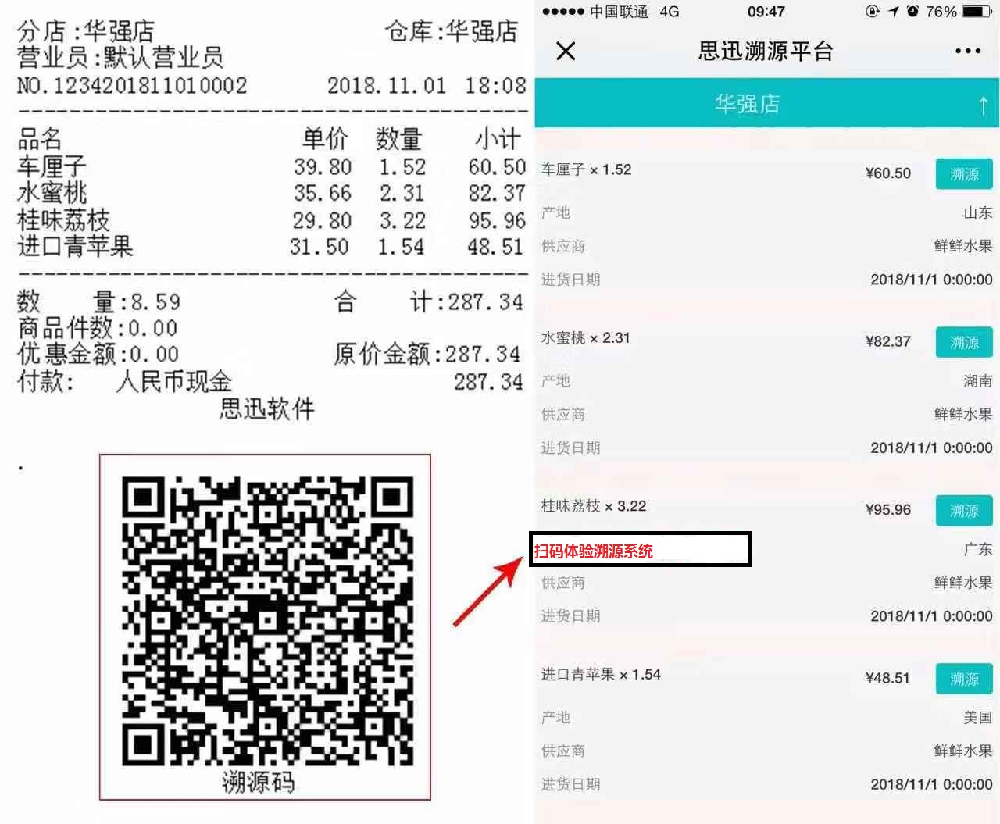 分店:华强店 仓库:华强店
营业员:默认营业员
NO.1234201811010002 2018.11.01 18:08
品名 单价 数量 小计
车厘子 39.80 1.52 60.50
水蜜桃 35.66 2.31 82.37
桂味荔枝 29.80 3.22 95.96
进口青苹果 31.50 1.54 48.51
数 量:8.59 合 计:287.34
商品件数:0.00
优惠金额:0.00 原价金额:287.34
付款: 人民币现金 287.34
思迅软件
溯源码
中国联通 4G 09:47 76%
思迅溯源平台
华强店
车厘子 × 1.52 ¥60.50 溯源
产地 山东
供应商 鲜鲜水果
进货日期 2018/11/1 0:00:00
水蜜桃 × 2.31 ¥82.37 溯源
产地 湖南
供应商 鲜鲜水果
进货日期 2018/11/1 0:00:00
桂味荔枝 × 3.22 ¥95.96 溯源
扫码体验溯源系统 广东
供应商 鲜鲜水果
进货日期 2018/11/1 0:00:00
进口青苹果 × 1.54 ¥48.51 溯源
产地 美国
供应商 鲜鲜水果
进货日期 2018/11/1 0:00:00